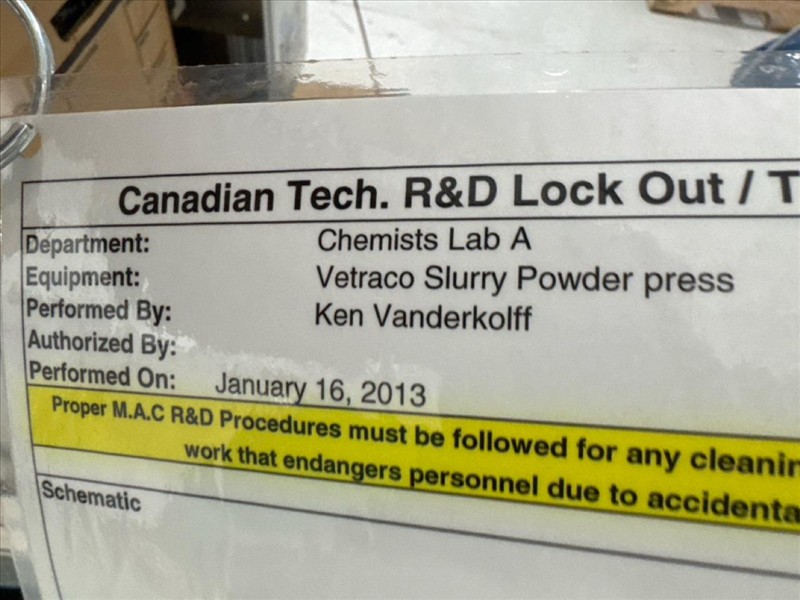 Canadian Tech. R&D Lock Out / T
Department: Chemists Lab A
Equipment: Vetraco Slurry Powder press
Performed By: Ken Vanderkolff
Authorized By:
Performed On: January 16, 2013
Proper M.A.C R&D Procedures must be followed for any cleanin
work that endangers personnel due to accidenta
Schematic